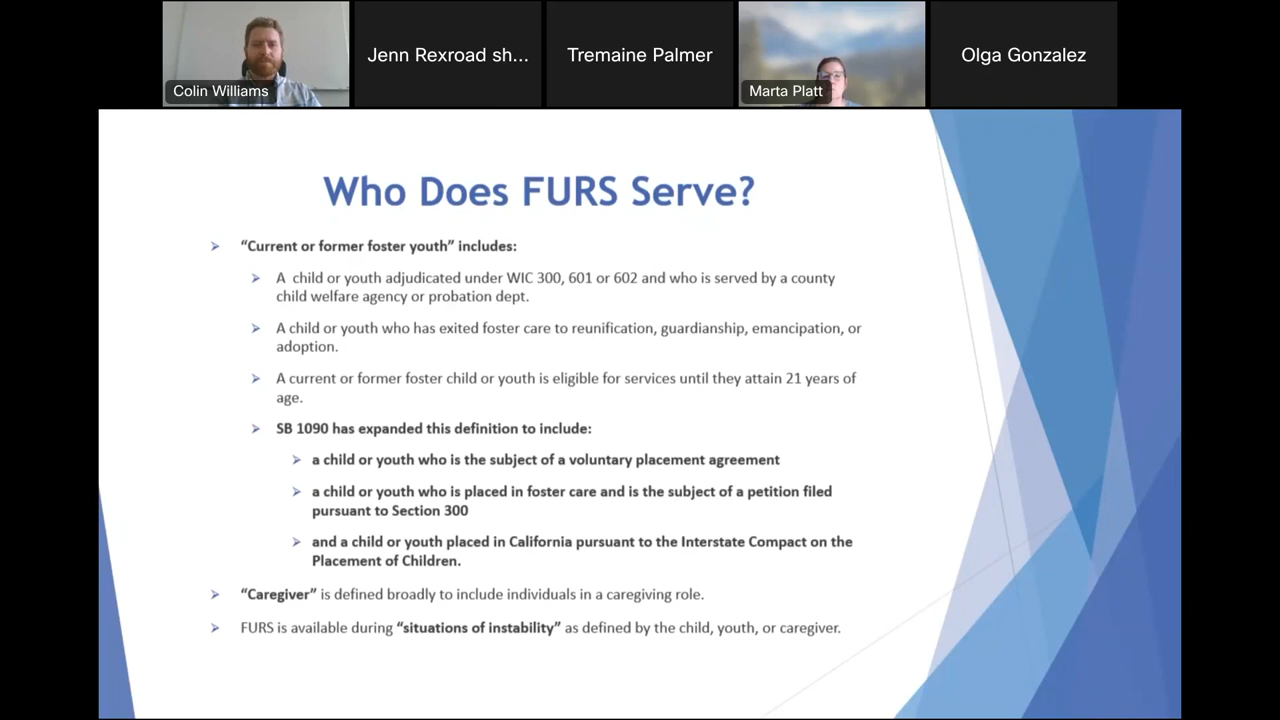 Colin Williams
Jenn Rexroad sh...
Tremaine Palmer
Marta Platt
Olga Gonzalez
Who Does FURS Serve?
“Current or former foster youth” includes:
A child or youth adjudicated under WIC 300, 601 or 602 and who is served by a county
child welfare agency or probation dept.
A child or youth who has exited foster care to reunification, guardianship, emancipation, or
adoption.
A current or former foster child or youth is eligible for services until they attain 21 years of
age.
SB 1090 has expanded this definition to include:
a child or youth who is the subject of a voluntary placement agreement
a child or youth who is placed in foster care and is the subject of a petition filed
pursuant to Section 300
and a child or youth placed in California pursuant to the Interstate Compact on the
Placement of Children.
“Caregiver” is defined broadly to include individuals in a caregiving role.
FURS is available during “situations of instability” as defined by the child, youth, or caregiver.